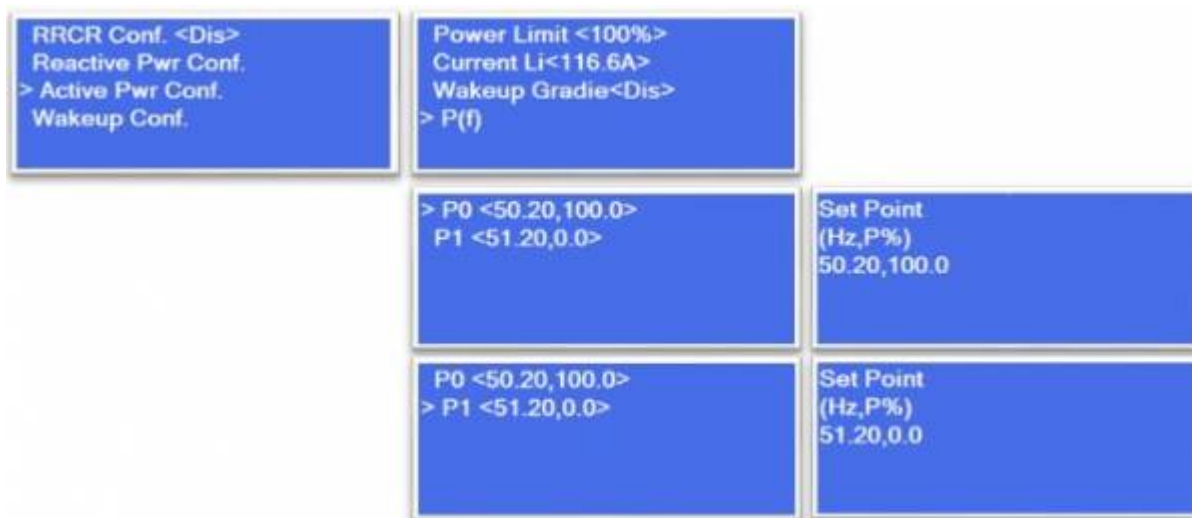 RRCR Conf. <Dis>
Reactive Pwr Conf.
> Active Pwr Conf.
Wakeup Conf.
Power Limit <100%>
Current Li<116.6A>
Wakeup Gradie<Dis>
> P(f)
> P0 <50.20,100.0>
P1 <51.20,0.0>
Set Point
(Hz,P%)
50.20,100.0
P0 <50.20,100.0>
> P1 <51.20,0.0>
Set Point
(Hz,P%)
51.20,0.0